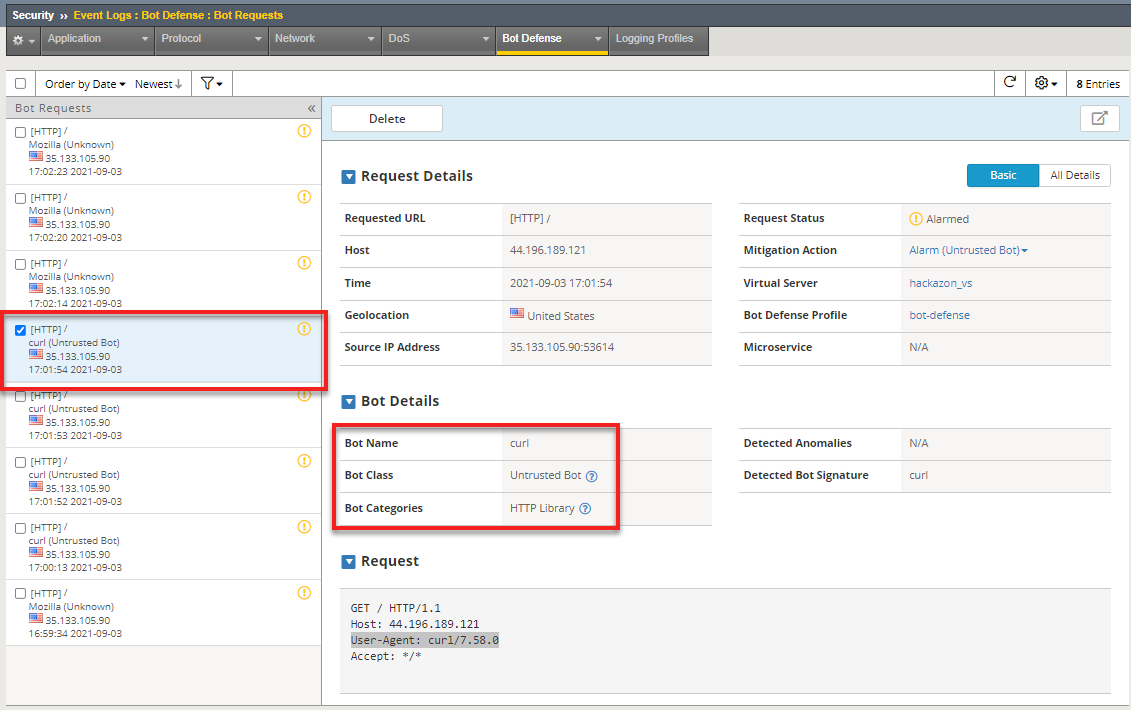 Security ›› Event Logs : Bot Defense : Bot Requests
Application Protocol Network DoS Bot Defense Logging Profiles
Order by Date Newest 8 Entries
Bot Requests «
[HTTP] /
Mozilla (Unknown)
35.133.105.90
17:02:23 2021-09-03
[HTTP] /
Mozilla (Unknown)
35.133.105.90
17:02:20 2021-09-03
[HTTP] /
Mozilla (Unknown)
35.133.105.90
17:02:14 2021-09-03
[HTTP] /
curl (Untrusted Bot)
35.133.105.90
17:01:54 2021-09-03
[HTTP] /
curl (Untrusted Bot)
35.133.105.90
17:01:53 2021-09-03
[HTTP] /
curl (Untrusted Bot)
35.133.105.90
17:01:52 2021-09-03
[HTTP] /
curl (Untrusted Bot)
35.133.105.90
17:00:13 2021-09-03
[HTTP] /
Mozilla (Unknown)
35.133.105.90
16:59:34 2021-09-03
Delete
Request Details Basic All Details
Requested URL [HTTP] / Request Status Alarmed
Host 44.196.189.121 Mitigation Action Alarm (Untrusted Bot)
Time 2021-09-03 17:01:54 Virtual Server hackazon_vs
Geolocation United States Bot Defense Profile bot-defense
Source IP Address 35.133.105.90:53614 Microservice N/A
Bot Details
Bot Name curl Detected Anomalies N/A
Bot Class Untrusted Bot Detected Bot Signature curl
Bot Categories HTTP Library
Request
GET / HTTP/1.1
Host: 44.196.189.121
User-Agent: curl/7.58.0
Accept: */*